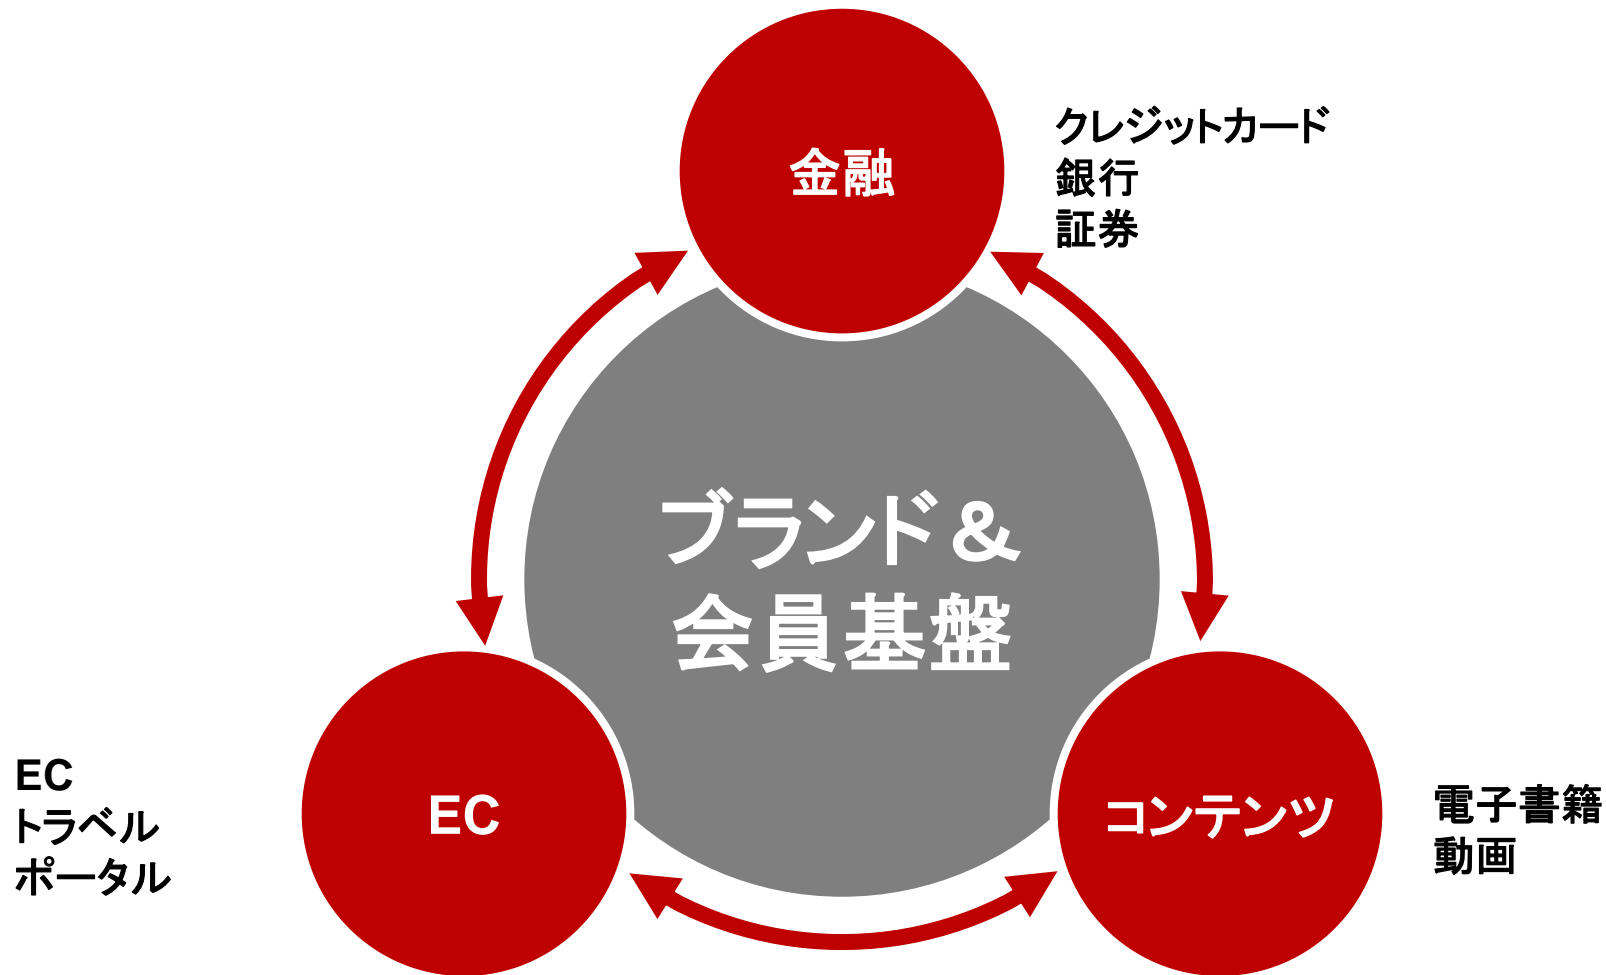 金融
クレジットカード
銀行
証券
ブランド &
会員基盤
EC
トラベル
ポータル
EC
コンテンツ
電子書籍
動画